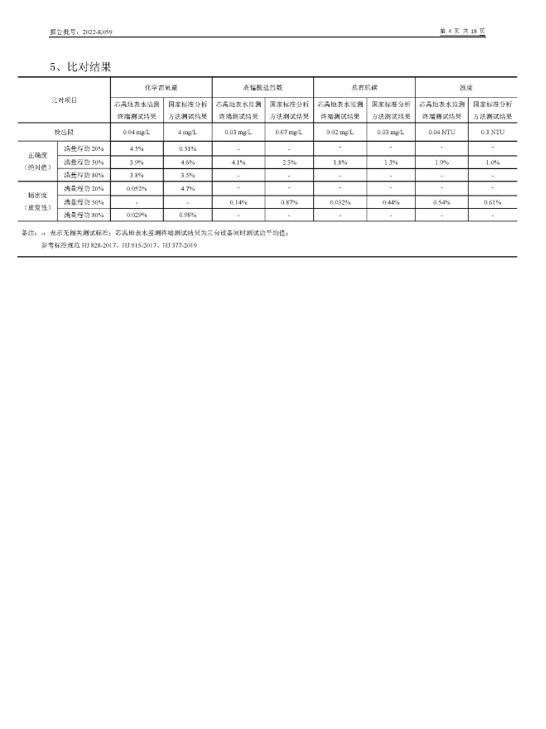 报告批号：2022-K059 第 4 页 共 18 页
5、比对结果
比对项目 化学需氧量 高锰酸盐指数 总有机碳 浊度
芯禹地表水监测 国家标准分析 芯禹地表水监测 国家标准分析 芯禹地表水监测 国家标准分析 芯禹地表水监测 国家标准分析
终端测试结果 方法测试结果 终端测试结果 方法测试结果 终端测试结果 方法测试结果 终端测试结果 方法测试结果
检出限 0.04 mg/L 4 mg/L 0.03 mg/L 0.07 mg/L 0.02 mg/L 0.03 mg/L 0.04 NTU 0.3 NTU
正确度
（绝对值）
满量程的 20% 4.5% 0.51% - - - - - -
满量程的 50% 3.9% 4.6% 4.1% 2.3% 1.8% 1.3% 1.9% 1.0%
满量程的 80% 3.8% 3.5% - - - - - -
精密度
（重复性）
满量程的 20% 0.052% 4.7% - - - - - -
满量程的 50% - - 0.14% 0.87% 0.032% 0.44% 0.54% 0.61%
满量程的 80% 0.029% 0.98% - - - - - -
备注：-：表示无相关测试标准；芯禹地表水监测终端测试结果为三台设备同时测试的平均值；
参考标准规范 HJ 828-2017、HJ 915-2017、HJ 377-2019